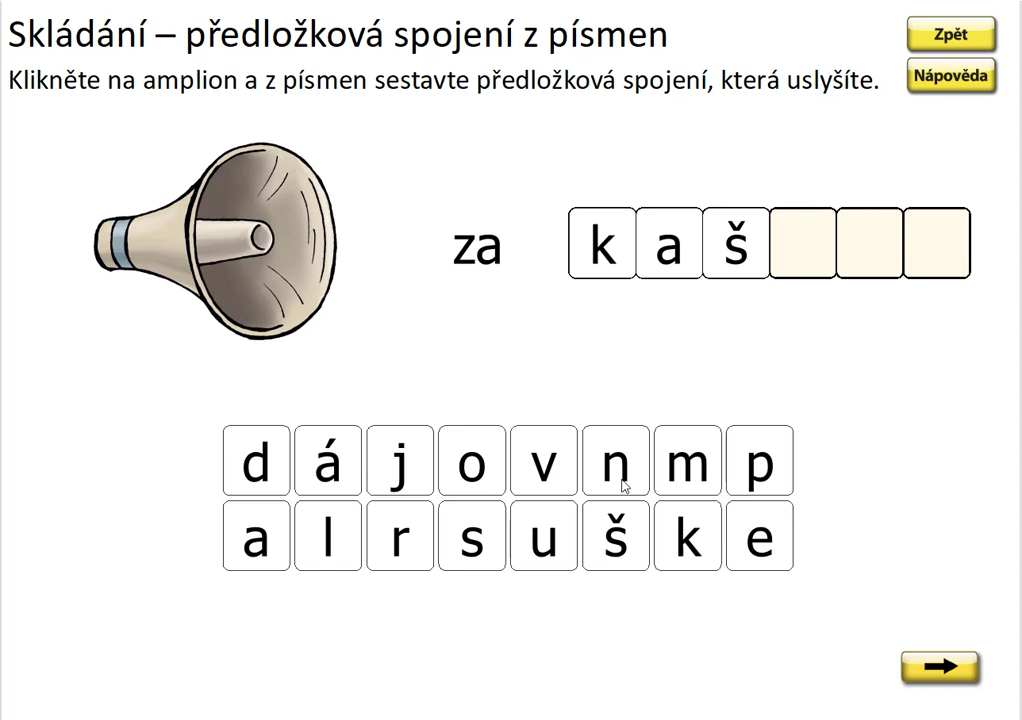 Skládání – předložková spojení z písmen
Zpět
Klikněte na amplion a z písmen sestavte předložková spojení, která uslyšíte.
Nápověda
za k a š
d á j o v n m p
a l r s u š k e